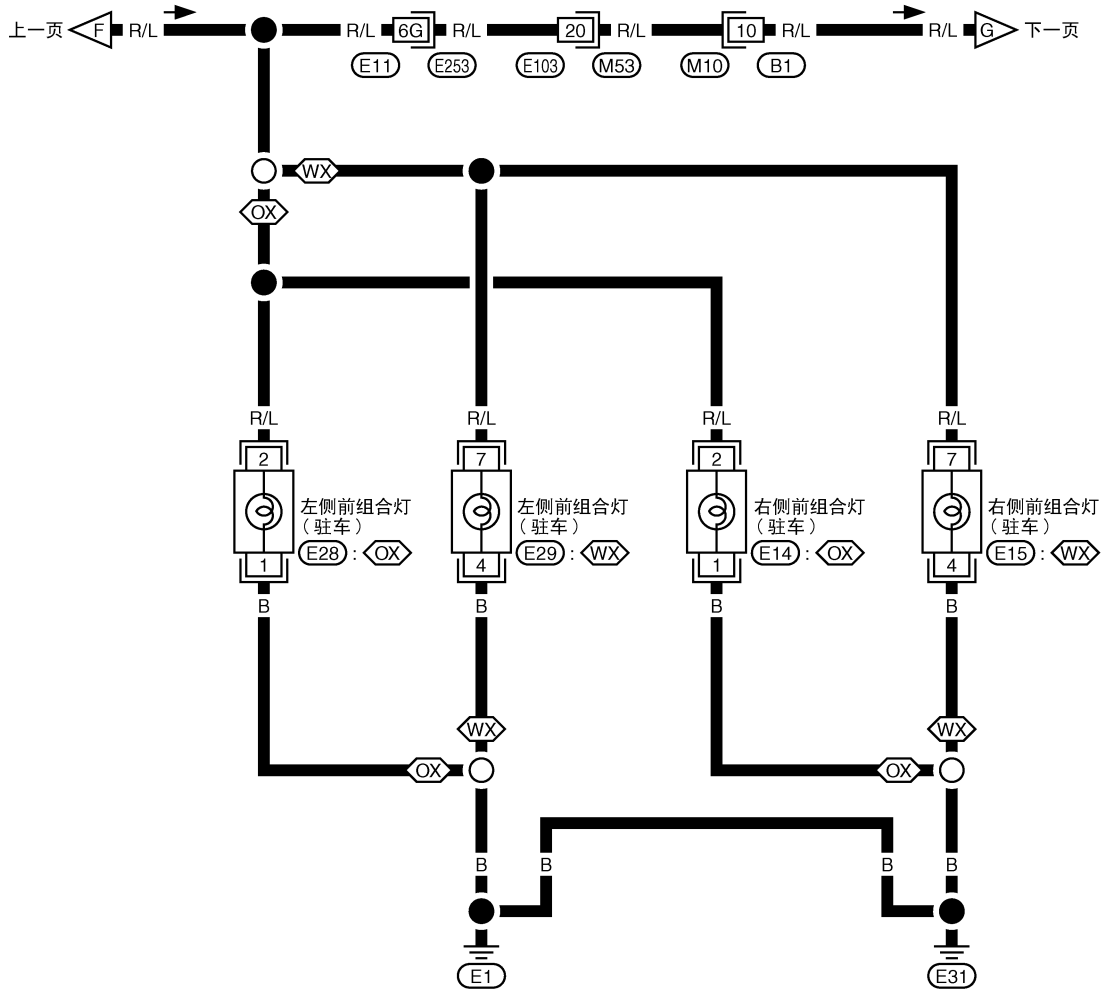 上一页 F R/L R/L 6G R/L 20 R/L 10 R/L R/L G 下一页
E11 E253 E103 M53 M10 B1
WX
OX
R/L R/L R/L R/L
2 7 2 7
左侧前组合灯 左侧前组合灯 右侧前组合灯 右侧前组合灯
（驻车） （驻车） （驻车） （驻车）
E28 : OX E29 : WX E14 : OX E15 : WX
1 4 1 4
B B B B
WX WX
OX OX
B B B B
E1 E31